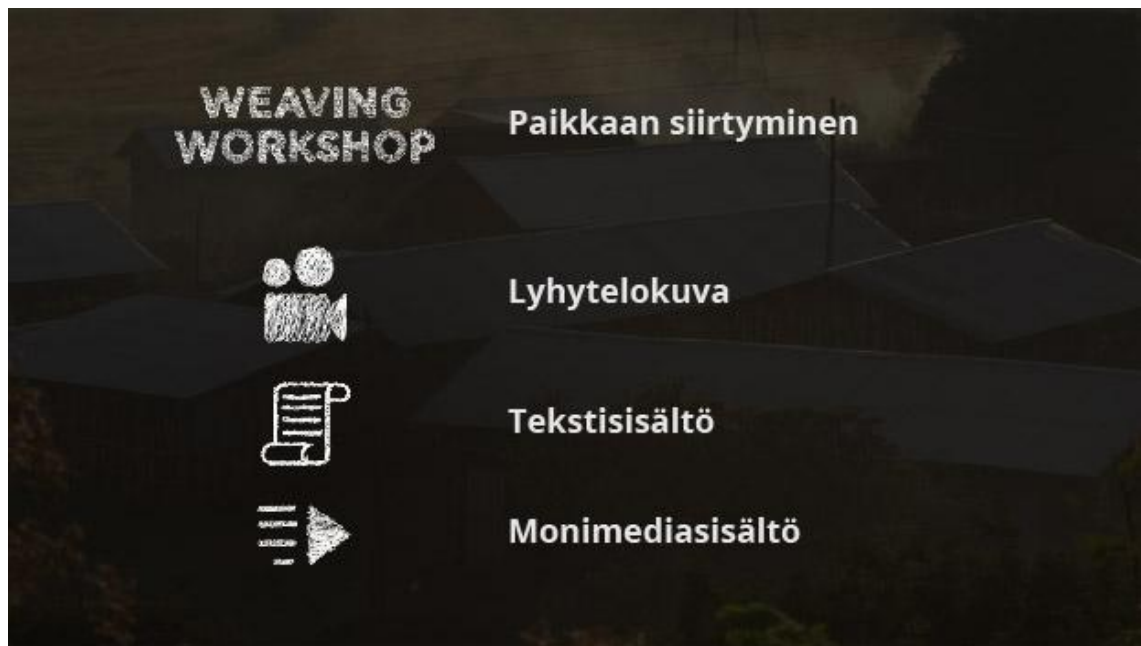 WEAVING
WORKSHOP
Paikkaan siirtyminen
Lyhytelokuva
Tekstisisältö
Monimediasisältö